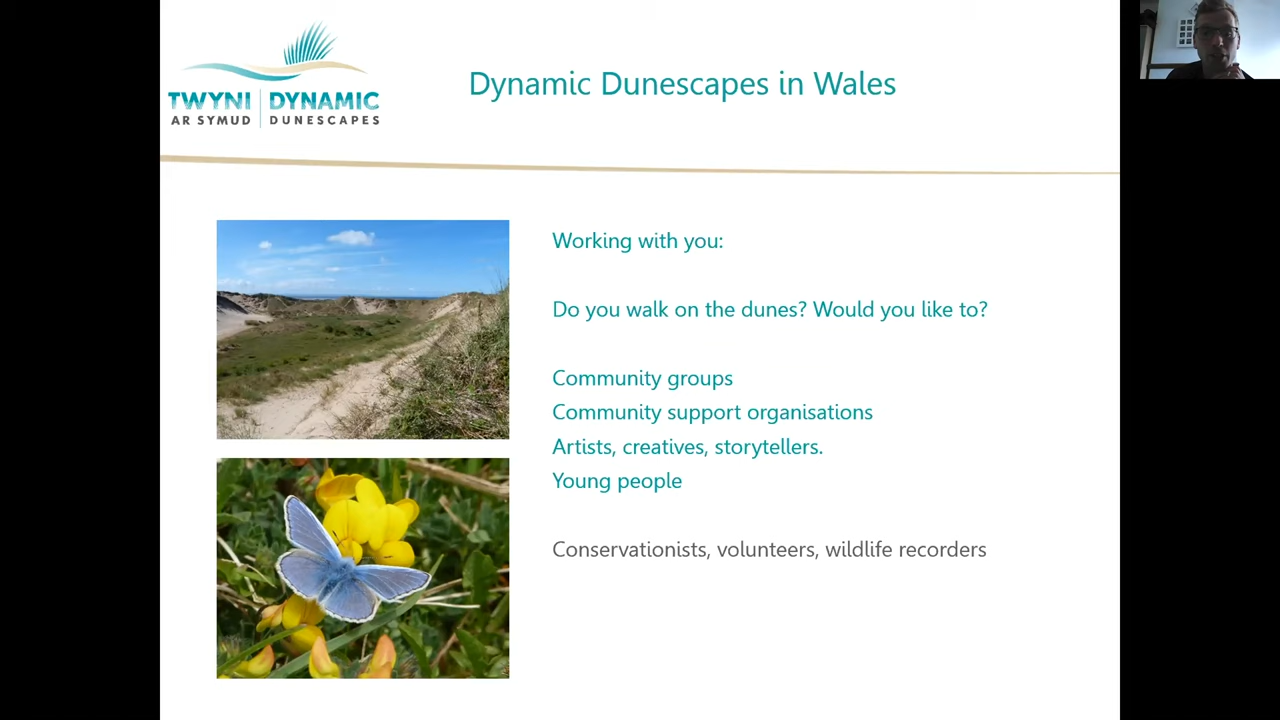 TWYNI
AR SYMUD
DYNAMIC
DUNESCAPES
Dynamic Dunescapes in Wales
Working with you:
Do you walk on the dunes? Would you like to?
Community groups
Community support organisations
Artists, creatives, storytellers.
Young people
Conservationists, volunteers, wildlife recorders